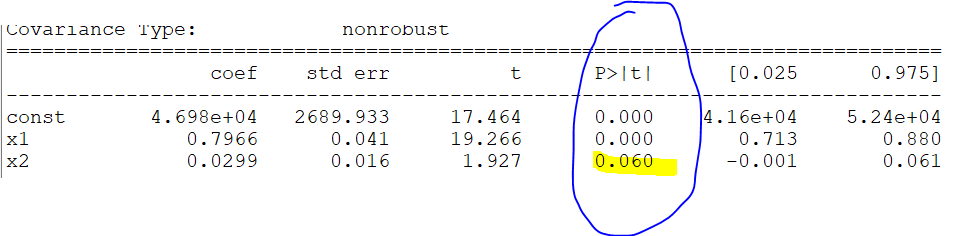 Covariance Type: nonrobust
==============================================================================
coef std err t P>|t| [0.025 0.975]
------------------------------------------------------------------------------
const 4.698e+04 2689.933 17.464 0.000 4.16e+04 5.24e+04
x1 0.7966 0.041 19.266 0.000 0.713 0.880
x2 0.0299 0.016 1.927 0.060 -0.001 0.061